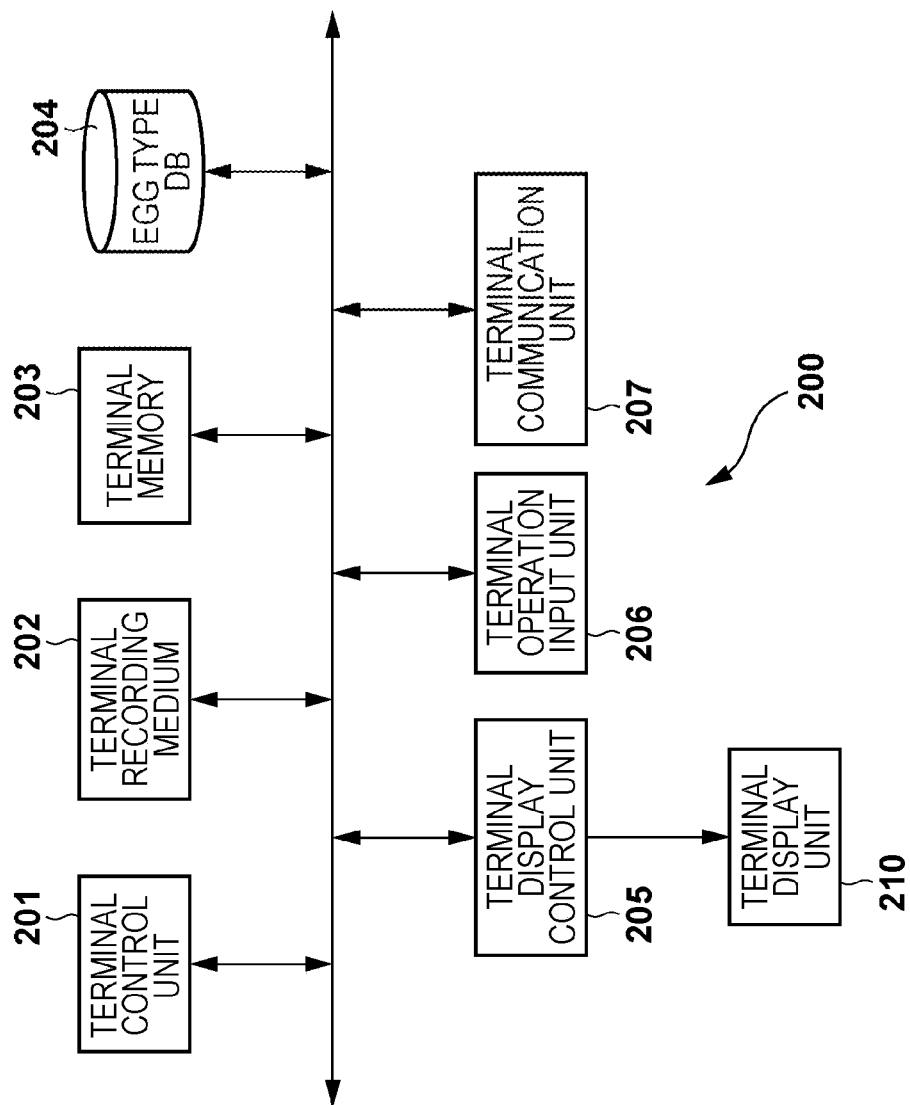 201
TERMINAL
CONTROL
UNIT
202
TERMINAL
RECORDING
MEDIUM
203
TERMINAL
MEMORY
204
EGG TYPE
DB
TERMINAL
DISPLAY
CONTROL UNIT
205
TERMINAL
OPERATION
INPUT UNIT
206
TERMINAL
COMMUNICATION
UNIT
207
TERMINAL
DISPLAY
UNIT
210
200